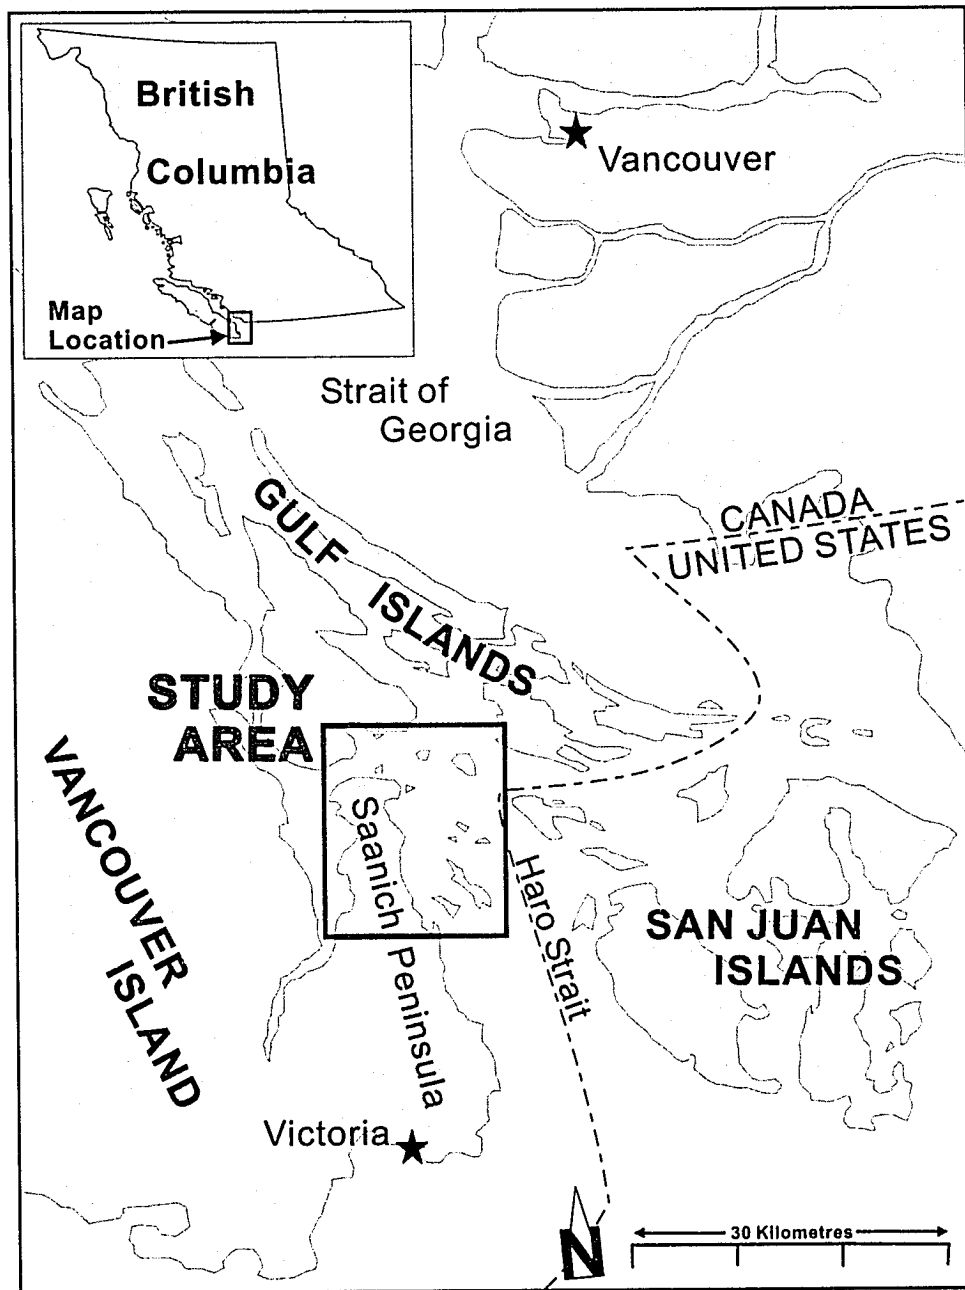 British
Columbia
Map
Location
Vancouver
Strait of
Georgia
GULF
ISLANDS
CANADA
UNITED STATES
STUDY
AREA
VANCOUVER
ISLAND
Saanich
Peninsula
Haro Strait
SAN JUAN
ISLANDS
Victoria
N
30 Kilometres